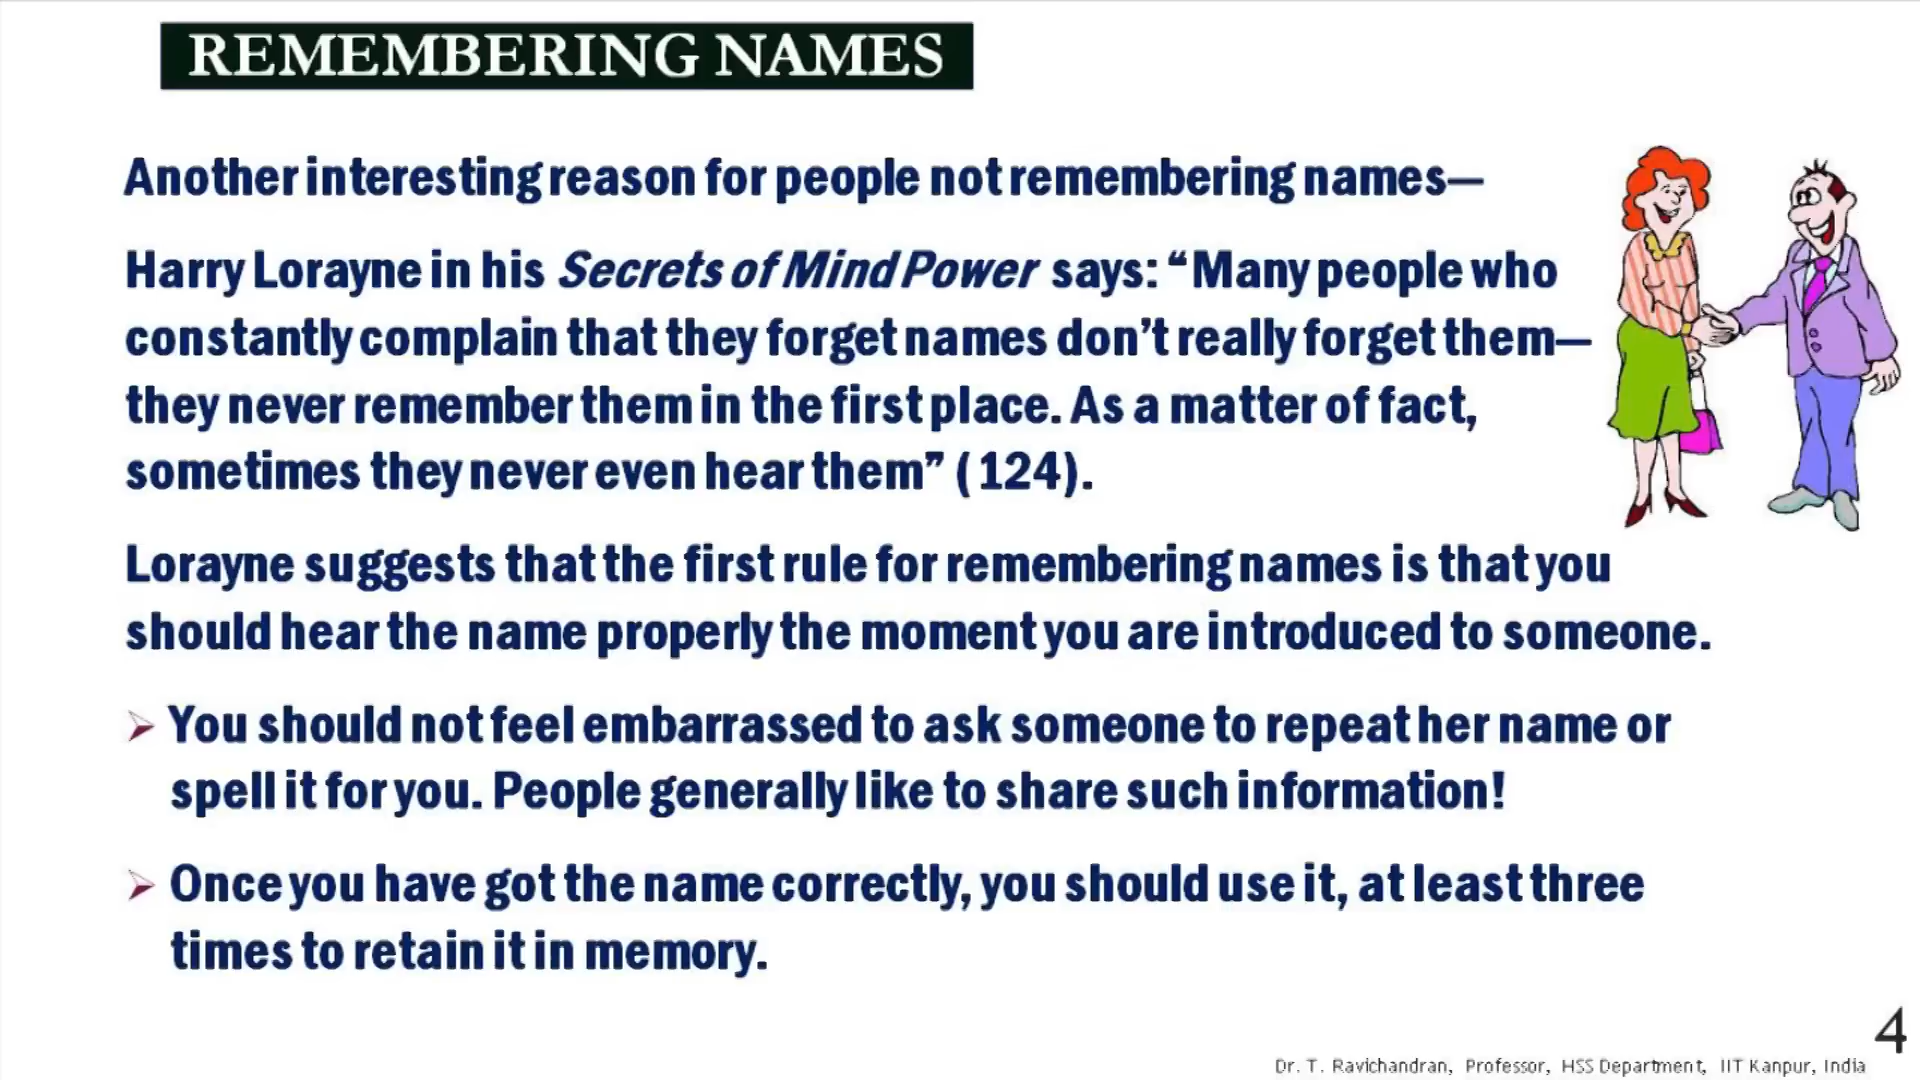 REMEMBERING NAMES
Another interesting reason for people not remembering names—
Harry Lorayne in his Secrets of Mind Power says: “Many people who
constantly complain that they forget names don’t really forget them—
they never remember them in the first place. As a matter of fact,
sometimes they never even hear them” (124).
Lorayne suggests that the first rule for remembering names is that you
should hear the name properly the moment you are introduced to someone.
➢ You should not feel embarrassed to ask someone to repeat her name or
spell it for you. People generally like to share such information!
➢ Once you have got the name correctly, you should use it, at least three
times to retain it in memory.
4
Dr. T. Ravichandran, Professor, HSS Department, IIT Kanpur, India